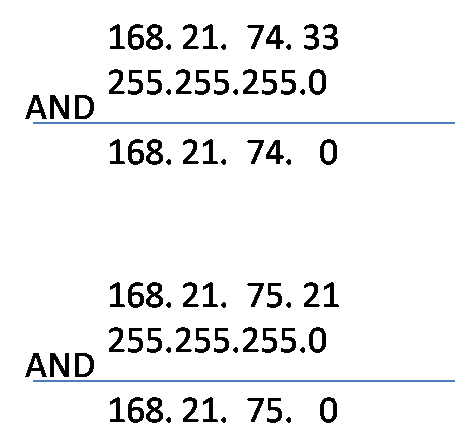 168. 21.  74. 33
255.255.255.0
AND
168. 21.  74.   0
168. 21.  75. 21
255.255.255.0
AND
168. 21.  75.   0